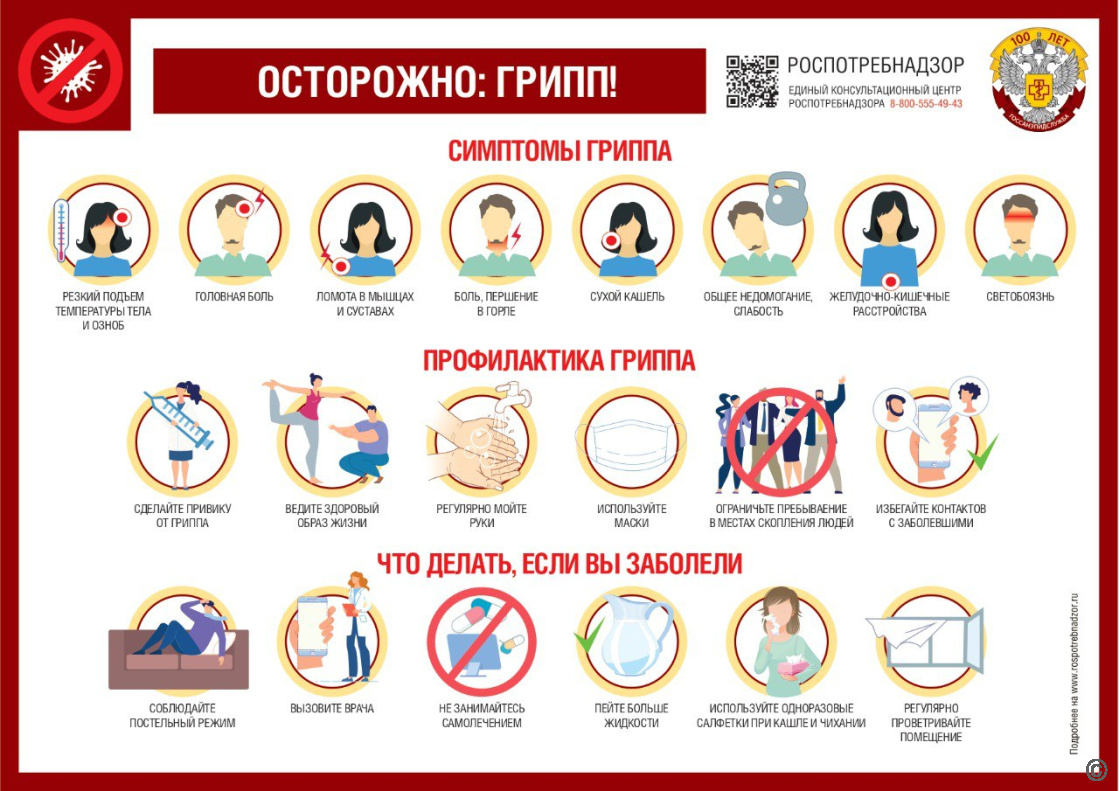 ОСТОРОЖНО: ГРИПП!
РОСПОТРЕБНАДЗОР
ЕДИНЫЙ КОНСУЛЬТАЦИОННЫЙ ЦЕНТР
РОСПОТРЕБНАДЗОРА 8-800-555-49-43
100 ЛЕТ
ГОССАНЭПИДСЛУЖБА
СИМПТОМЫ ГРИППА
РЕЗКИЙ ПОДЪЕМ
ТЕМПЕРАТУРЫ ТЕЛА
И ОЗНОБ
ГОЛОВНАЯ БОЛЬ
ЛОМОТА В МЫШЦАХ
И СУСТАВАХ
БОЛЬ, ПЕРШЕНИЕ
В ГОРЛЕ
СУХОЙ КАШЕЛЬ
ОБЩЕЕ НЕДОМОГАНИЕ,
СЛАБОСТЬ
ЖЕЛУДОЧНО-КИШЕЧНЫЕ
РАССТРОЙСТВА
СВЕТОБОЯЗНЬ
ПРОФИЛАКТИКА ГРИППА
СДЕЛАЙТЕ ПРИВИКУ
ОТ ГРИППА
ВЕДИТЕ ЗДОРОВЫЙ
ОБРАЗ ЖИЗНИ
РЕГУЛЯРНО МОЙТЕ
РУКИ
ИСПОЛЬЗУЙТЕ
МАСКИ
ОГРАНИЧЬТЕ ПРЕБЫВАНИЕ
В МЕСТАХ СКОПЛЕНИЯ ЛЮДЕЙ
ИЗБЕГАЙТЕ КОНТАКТОВ
С ЗАБОЛЕВШИМИ
ЧТО ДЕЛАТЬ, ЕСЛИ ВЫ ЗАБОЛЕЛИ
СОБЛЮДАЙТЕ
ПОСТЕЛЬНЫЙ РЕЖИМ
ВЫЗОВИТЕ ВРАЧА
НЕ ЗАНИМАЙТЕСЬ
САМОЛЕЧЕНИЕМ
ПЕЙТЕ БОЛЬШЕ
ЖИДКОСТИ
ИСПОЛЬЗУЙТЕ ОДНОРАЗОВЫЕ
САЛФЕТКИ ПРИ КАШЛЕ И ЧИХАНИИ
РЕГУЛЯРНО
ПРОВЕТРИВАЙТЕ
ПОМЕЩЕНИЕ
Подробнее на www.rospotrebnadzor.ru
©